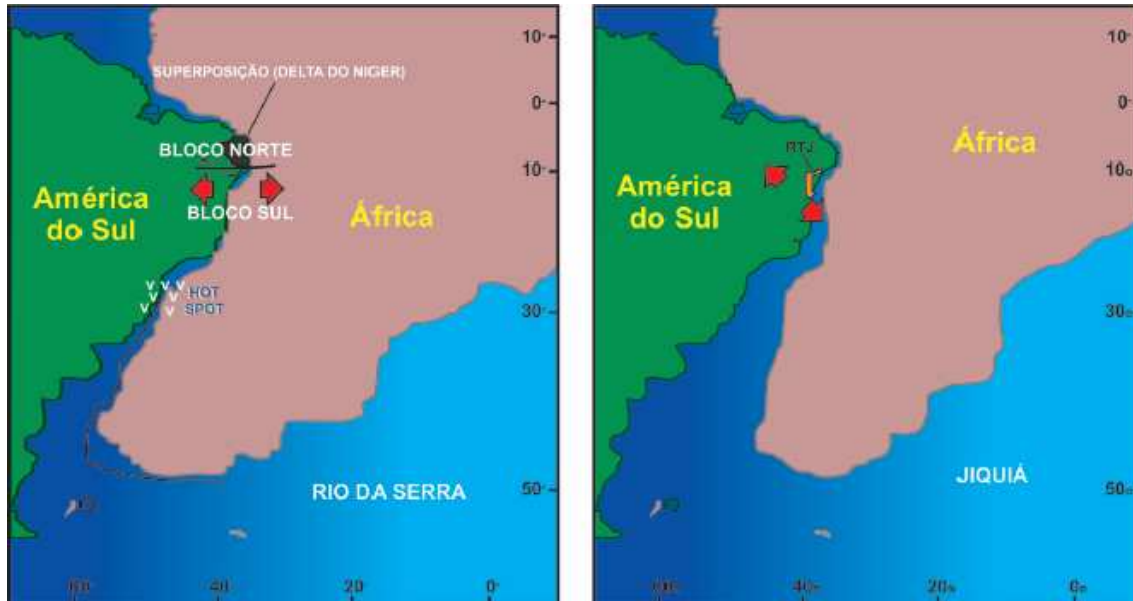 10°
SUPERPOSIÇÃO (DELTA DO NIGER)
0°
BLOCO NORTE
10°
América
do Sul
BLOCO SUL
África
V V V
V V
V V
HOT
SPOT
30°
50°
RIO DA SERRA
40°
20°
0°
10°
0°
África
RTJ
10°
América
do Sul
30°
JIQUIÁ
50°
40°
20°
0°